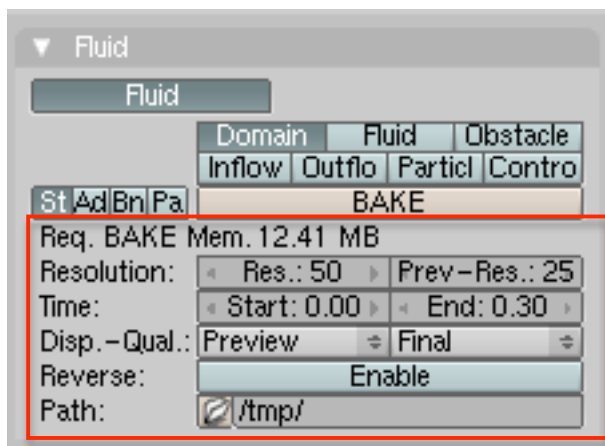 Fluid
Fluid
Domain Fluid Obstacle
Inflow Outflo Particl Contro
St Ad Bn Pa BAKE
Req. BAKE Mem. 12.41 MB
Resolution: Res.: 50 Prev-Res.: 25
Time: Start: 0.00 End: 0.30
Disp.-Qual.: Preview Final
Reverse: Enable
Path: /tmp/